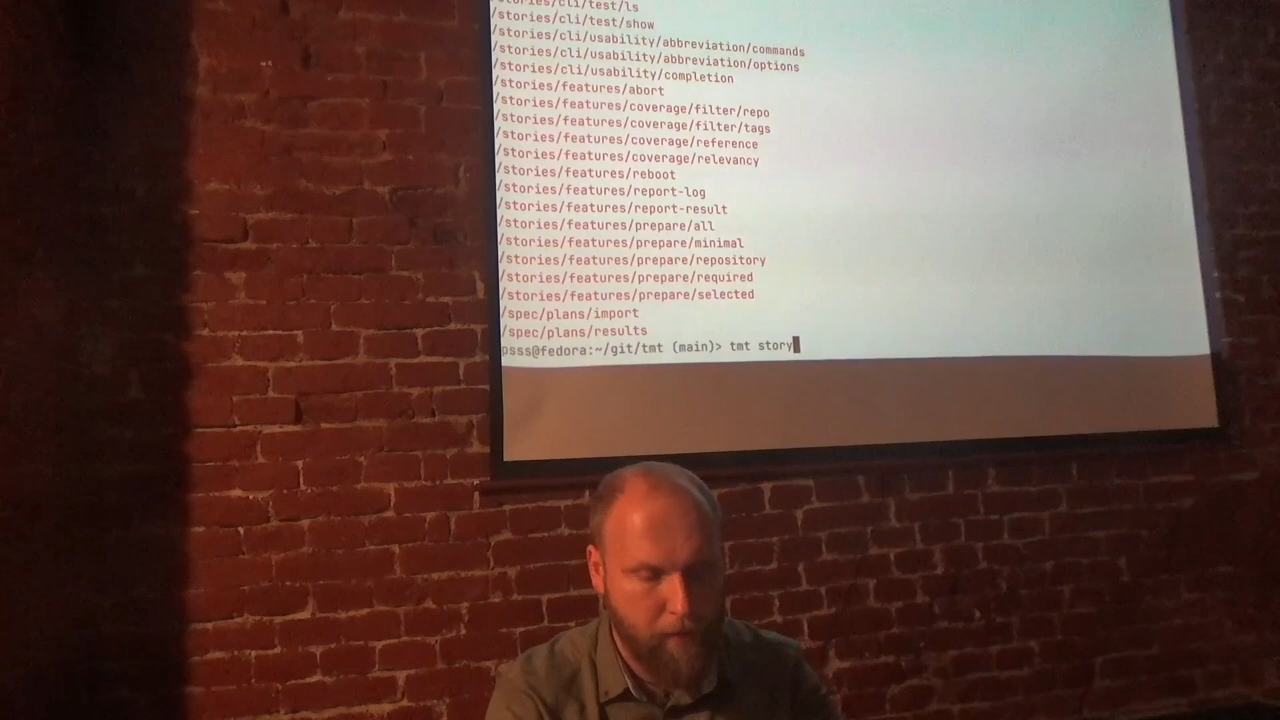 /stories/cli/test/ls
/stories/cli/test/show
/stories/cli/usability/abbreviation/commands
/stories/cli/usability/abbreviation/options
/stories/cli/usability/completion
/stories/features/abort
/stories/features/coverage/filter/repo
/stories/features/coverage/filter/tags
/stories/features/coverage/reference
/stories/features/coverage/relevancy
/stories/features/reboot
/stories/features/report-log
/stories/features/report-result
/stories/features/prepare/all
/stories/features/prepare/minimal
/stories/features/prepare/repository
/stories/features/prepare/required
/stories/features/prepare/selected
/spec/plans/import
/spec/plans/results
psss@fedora:~/git/tmt (main)> tmt story